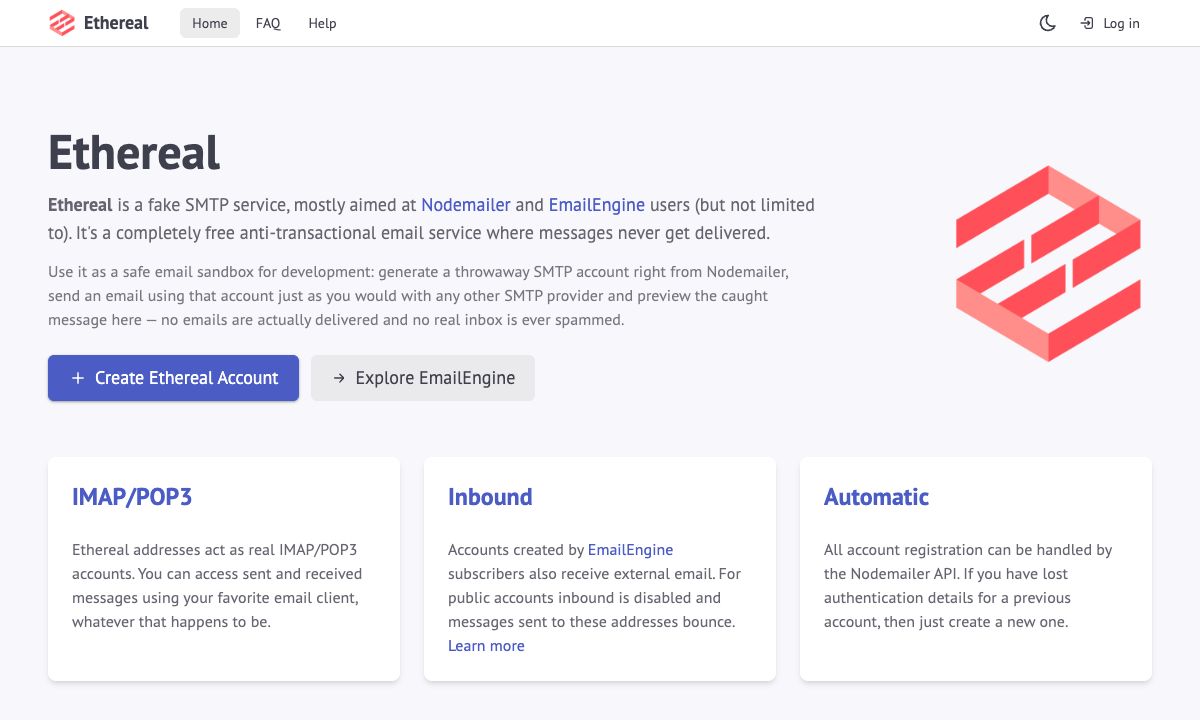 Ethereal
Home
FAQ
Help
Log in
Ethereal
Ethereal is a fake SMTP service, mostly aimed at Nodemailer and EmailEngine users (but not limited
to). It's a completely free anti-transactional email service where messages never get delivered.
Use it as a safe email sandbox for development: generate a throwaway SMTP account right from Nodemailer,
send an email using that account just as you would with any other SMTP provider and preview the caught
message here — no emails are actually delivered and no real inbox is ever spammed.
Create Ethereal Account
Explore EmailEngine
IMAP/POP3
Ethereal addresses act as real IMAP/POP3
accounts. You can access sent and received
messages using your favorite email client,
whatever that happens to be.
Inbound
Accounts created by EmailEngine
subscribers also receive external email. For
public accounts inbound is disabled and
messages sent to these addresses bounce.
Learn more
Automatic
All account registration can be handled by
the Nodemailer API. If you have lost
authentication details for a previous
account, then just create a new one.